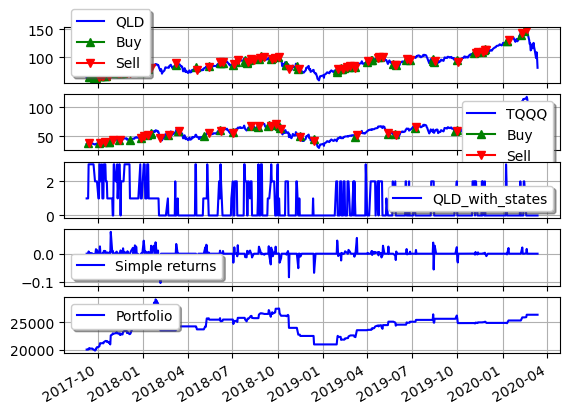 QLD
Buy
Sell
100
150
TQQQ
Buy
Sell
50
100
QLD_with_states
0
2
Simple returns
−0.1
0.0
Portfolio
20000
25000
2017-10
2018-01
2018-04
2018-07
2018-10
2019-01
2019-04
2019-07
2019-10
2020-01
2020-04